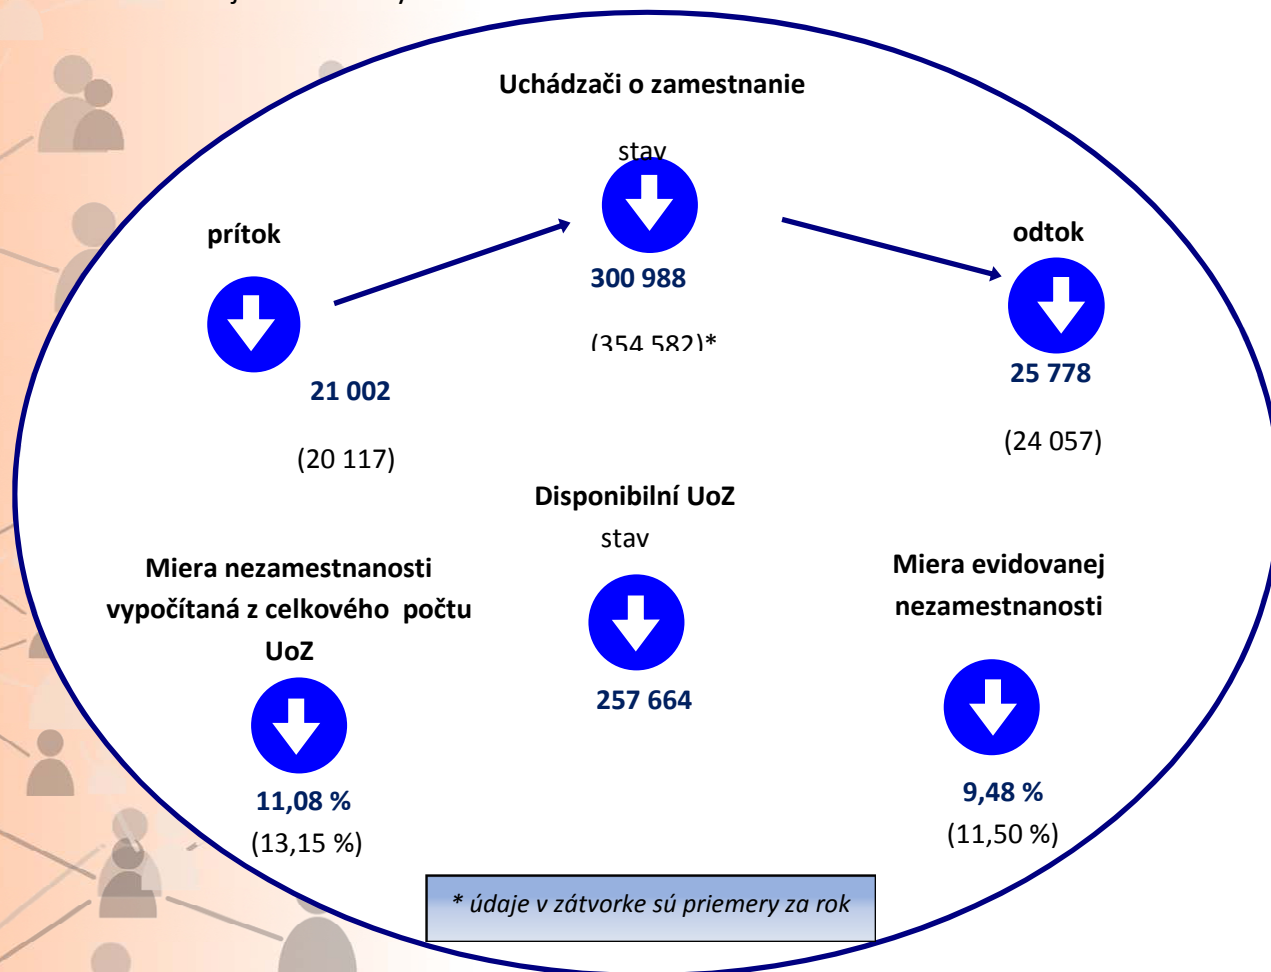 Uchádzači o zamestnanie
stav
prítok
odtok
300 988
(354 582)*
25 778
21 002
(24 057)
(20 117)
Disponibilní UoZ
stav
Miera nezamestnanosti
vypočítaná z celkového počtu
UoZ
Miera evidovanej
nezamestnanosti
257 664
11,08 %
(13,15 %)
9,48 %
(11,50 %)
* údaje v zátvorke sú priemery za rok